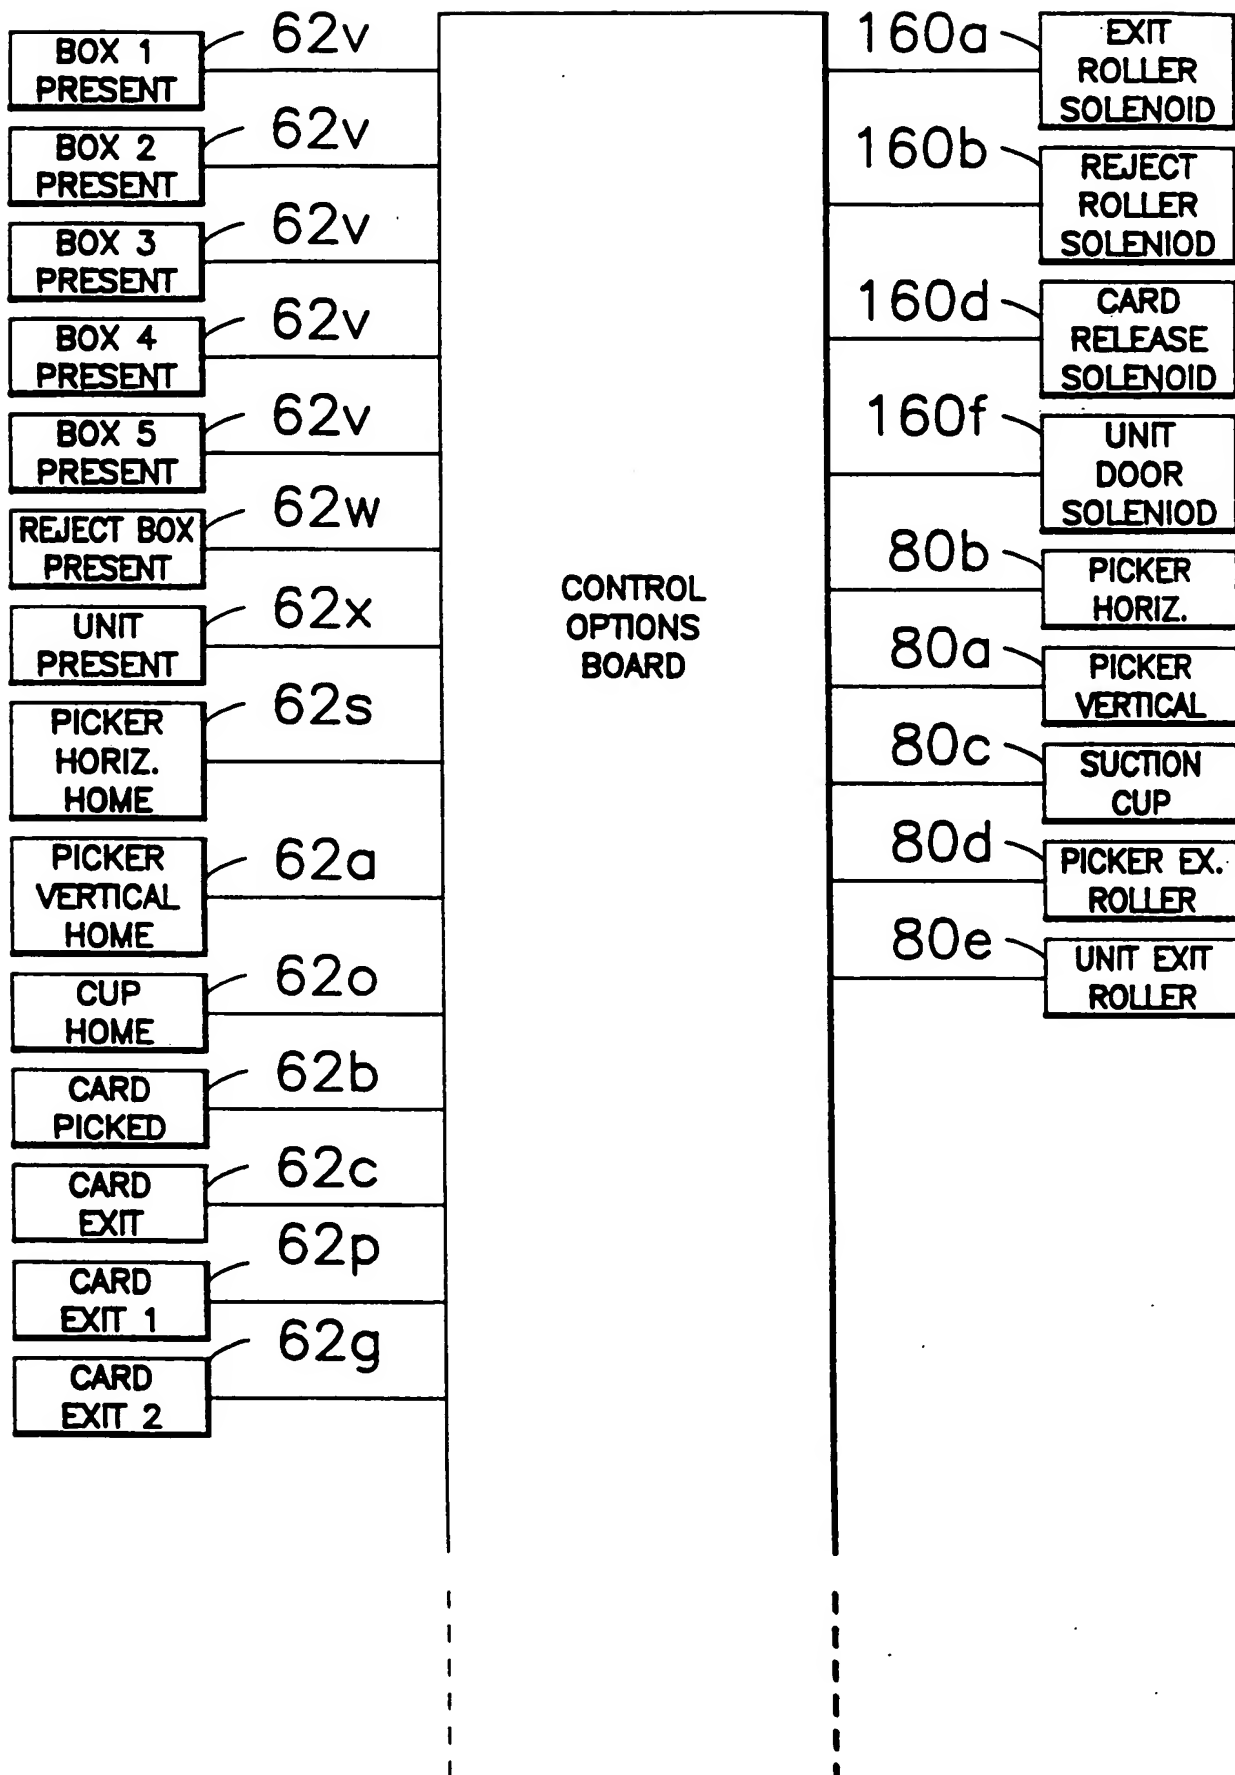 BOX 1
PRESENT
62v
BOX 2
PRESENT
62v
BOX 3
PRESENT
62v
BOX 4
PRESENT
62v
BOX 5
PRESENT
62v
REJECT BOX
PRESENT
62w
UNIT
PRESENT
62x
PICKER
HORIZ.
HOME
62s
PICKER
VERTICAL
HOME
62a
CUP
HOME
62o
CARD
PICKED
62b
CARD
EXIT
62c
CARD
EXIT 1
62p
CARD
EXIT 2
62g
CONTROL
OPTIONS
BOARD
160a
EXIT
ROLLER
SOLENOID
160b
REJECT
ROLLER
SOLENIOD
160d
CARD
RELEASE
SOLENOID
160f
UNIT
DOOR
SOLENIOD
80b
PICKER
HORIZ.
80a
PICKER
VERTICAL
80c
SUCTION
CUP
80d
PICKER EX.
ROLLER
80e
UNIT EXIT
ROLLER